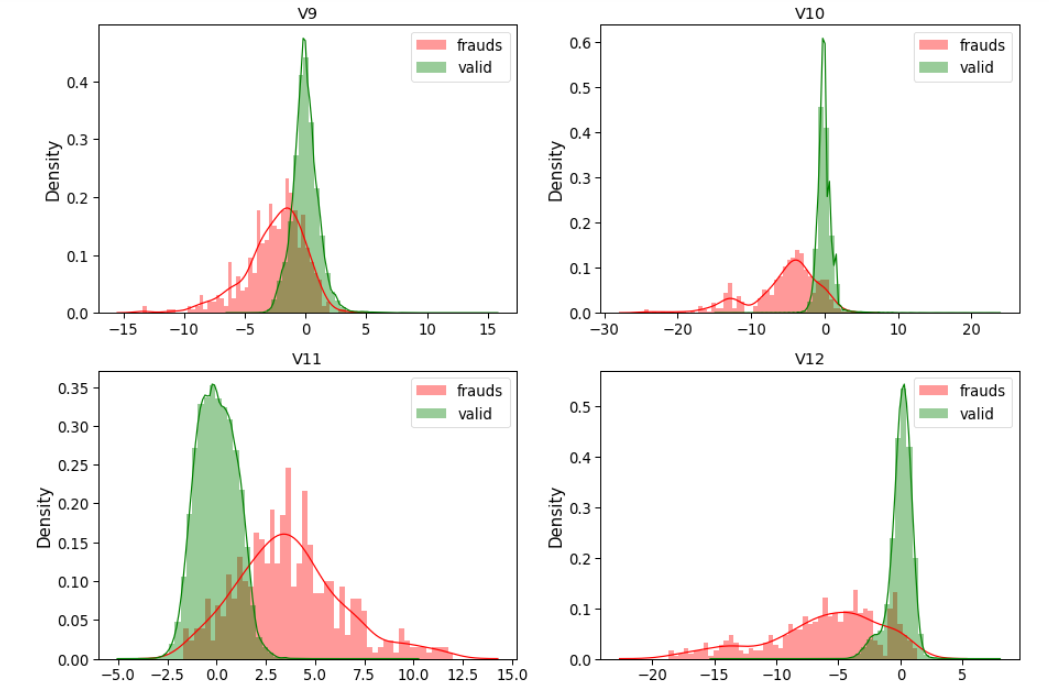 V9
frauds
valid
Density
0.4
0.3
0.2
0.1
0.0
−15 −10 −5 0 5 10 15
V10
frauds
valid
Density
0.6
0.5
0.4
0.3
0.2
0.1
0.0
−30 −20 −10 0 10 20
V11
frauds
valid
Density
0.35
0.30
0.25
0.20
0.15
0.10
0.05
0.00
−5.0 −2.5 0.0 2.5 5.0 7.5 10.0 12.5 15.0
V12
frauds
valid
Density
0.5
0.4
0.3
0.2
0.1
0.0
−20 −15 −10 −5 0 5